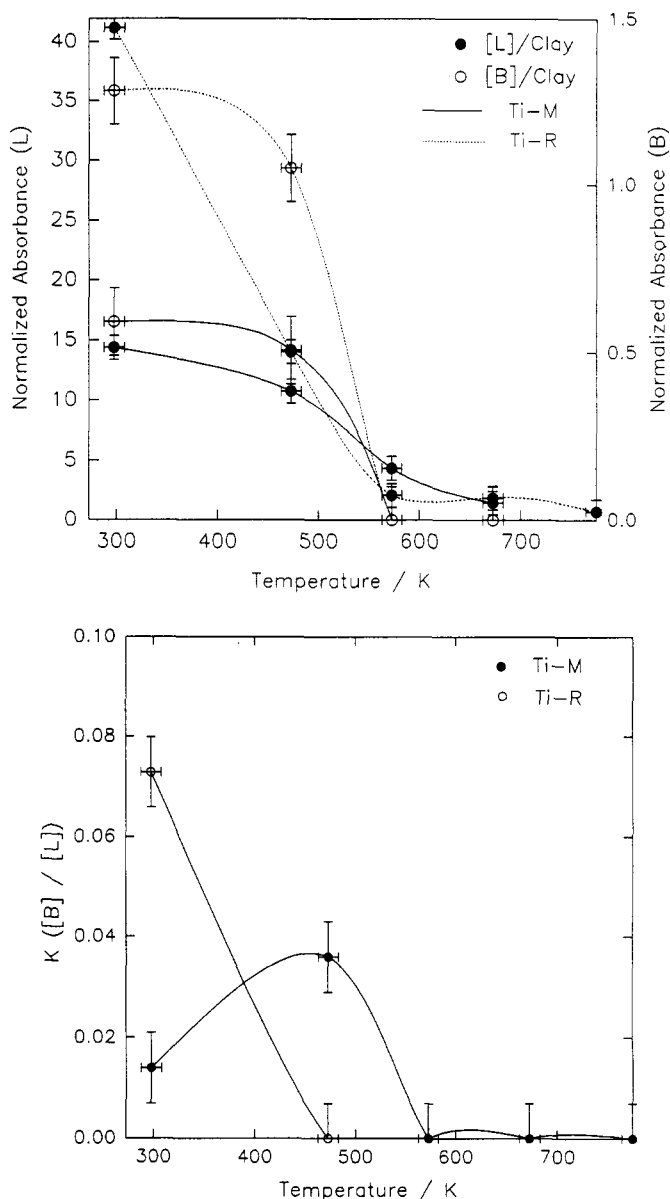 Normalized Absorbance (L)
40
35
30
25
20
15
10
5
0
[L]/Clay
[B]/Clay
Ti-M
Ti-R
1.5
1.0
0.5
0.0
Normalized Absorbance (B)
300 400 500 600 700
Temperature / K
K ([B] / [L])
0.10
0.08
0.06
0.04
0.02
0.00
Ti-M
Ti-R
300 400 500 600 700
Temperature / K